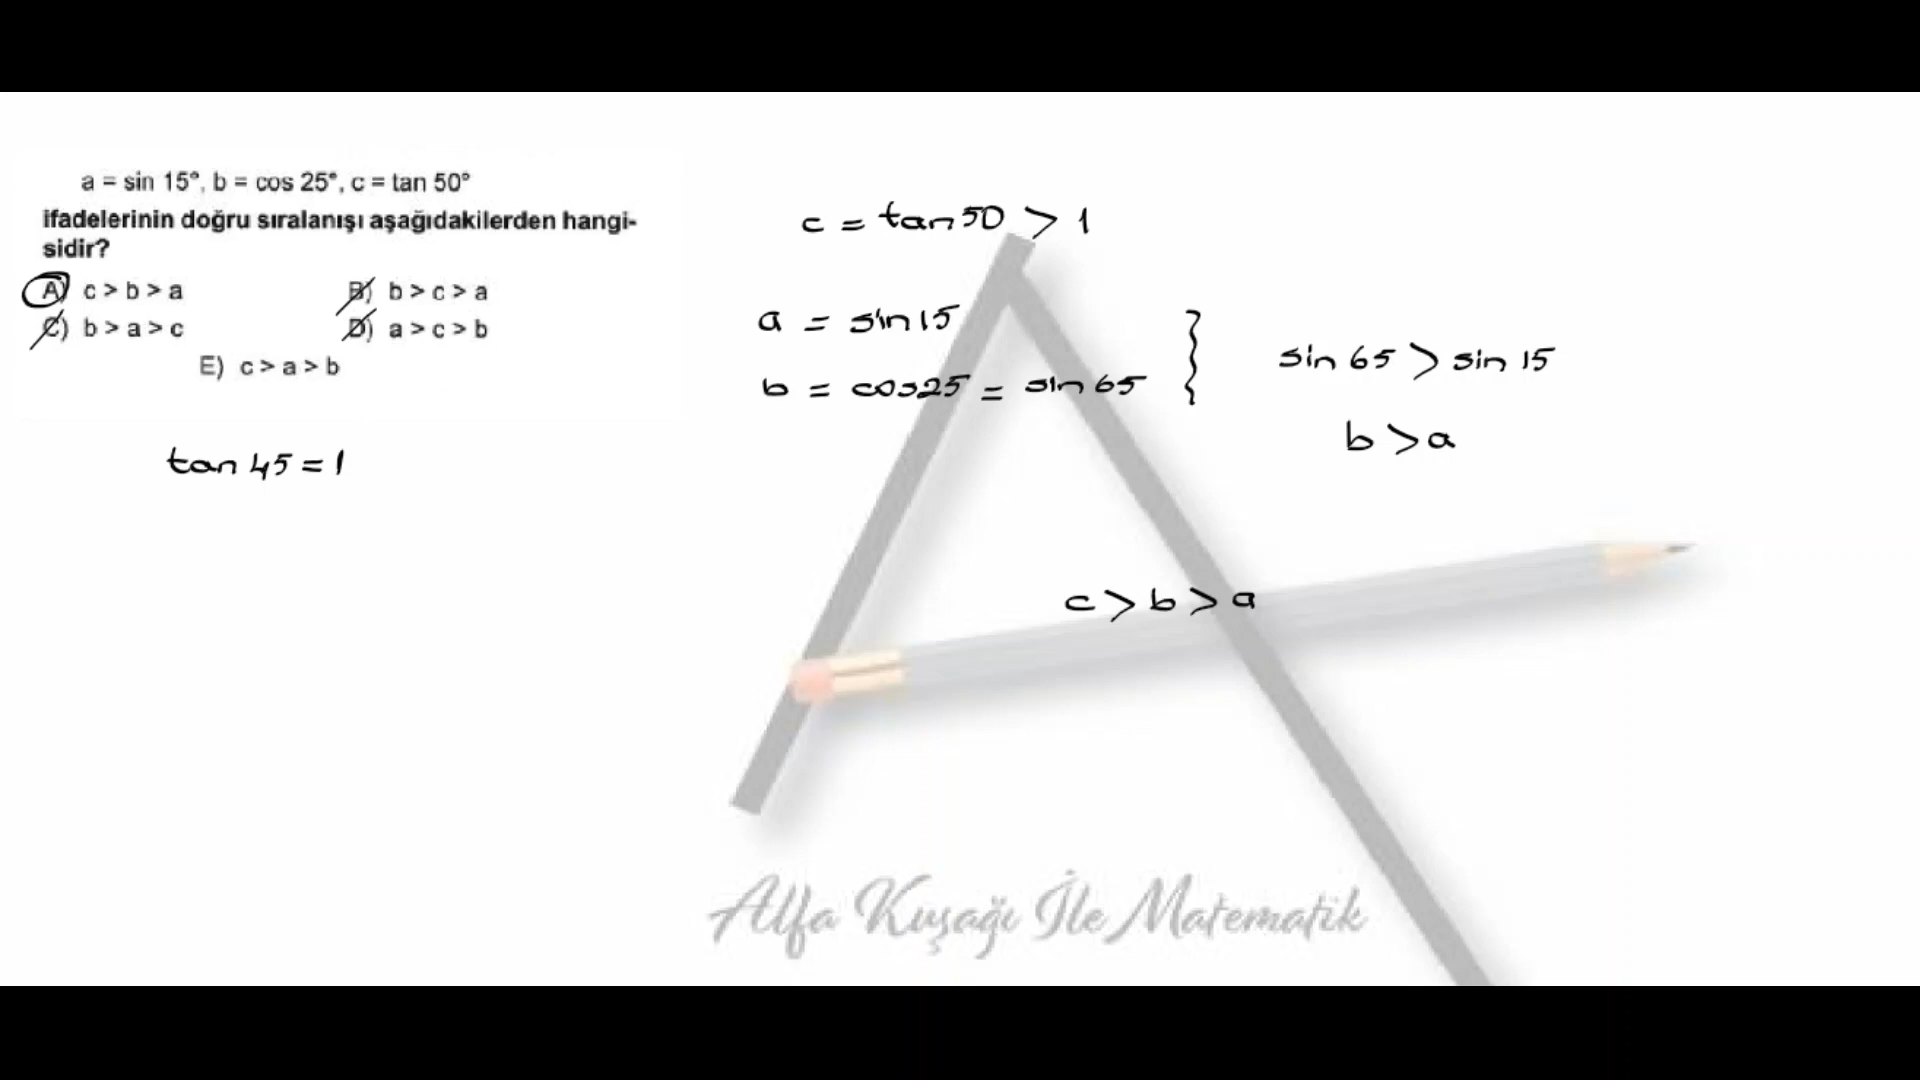 a = sin 15°, b = cos 25°, c = tan 50°
ifadelerinin doğru sıralanışı aşağıdakilerden hangi-
sidir?
A) c > b > a
B) b > c > a
C) b > a > c
D) a > c > b
E) c > a > b
tan 45 = 1
c = tan 50 > 1
a = sin 15
b = cos 25 = sin 65
sin 65 > sin 15
b > a
c > b > a
Alfa Kuşağı İle Matematik